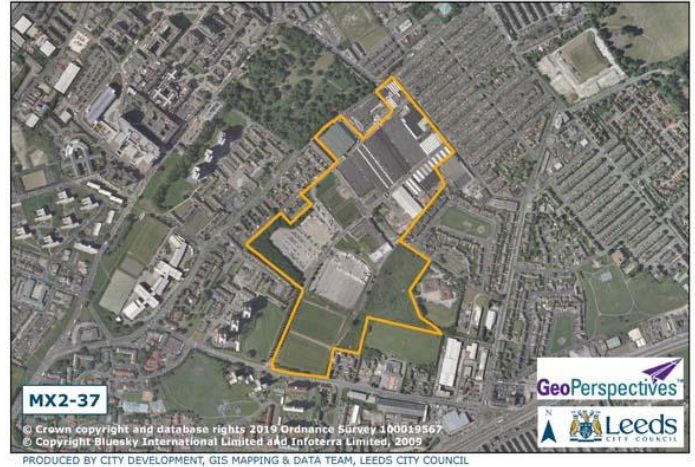 MX2-37
© Crown copyright and database rights 2019 Ordnance Survey 100019567
© Copyright Bluesky International Limited and Infoterra Limited, 2009
GeoPerspectives™
N
Leeds
CITY COUNCIL
PRODUCED BY CITY DEVELOPMENT, GIS MAPPING & DATA TEAM, LEEDS CITY COUNCIL